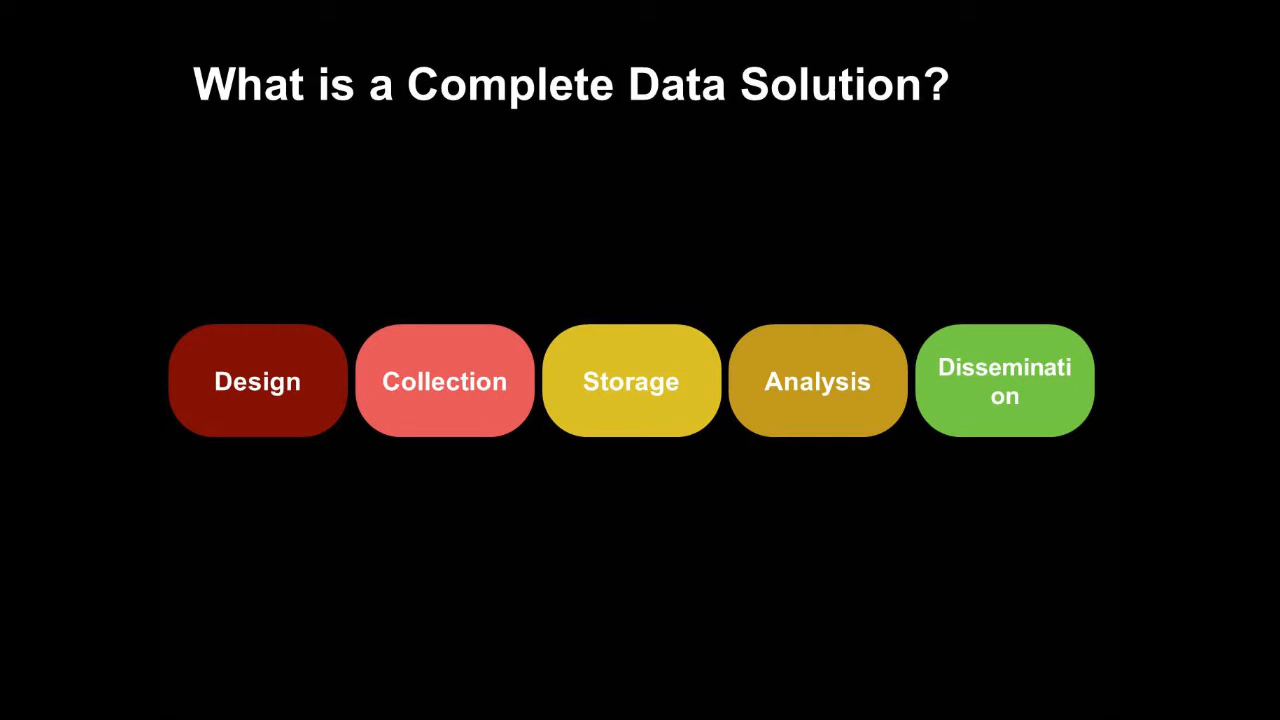 What is a Complete Data Solution?
Design
Collection
Storage
Analysis
Disseminati
on